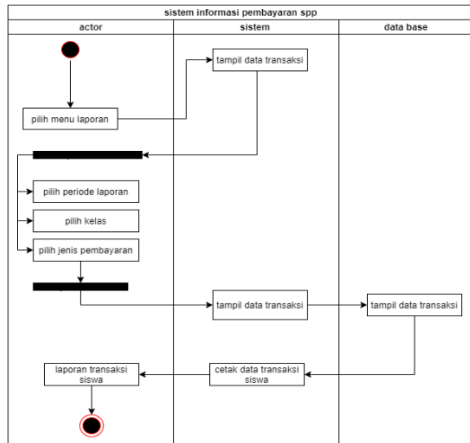 sistem informasi pembayaran spp
actor
sistem
data base
tampil data transaksi
pilih menu laporan
pilih periode laporan
pilih kelas
pilih jenis pembayaran
tampil data transaksi
tampil data transaksi
laporan transaksi
siswa
cetak data transaksi
siswa